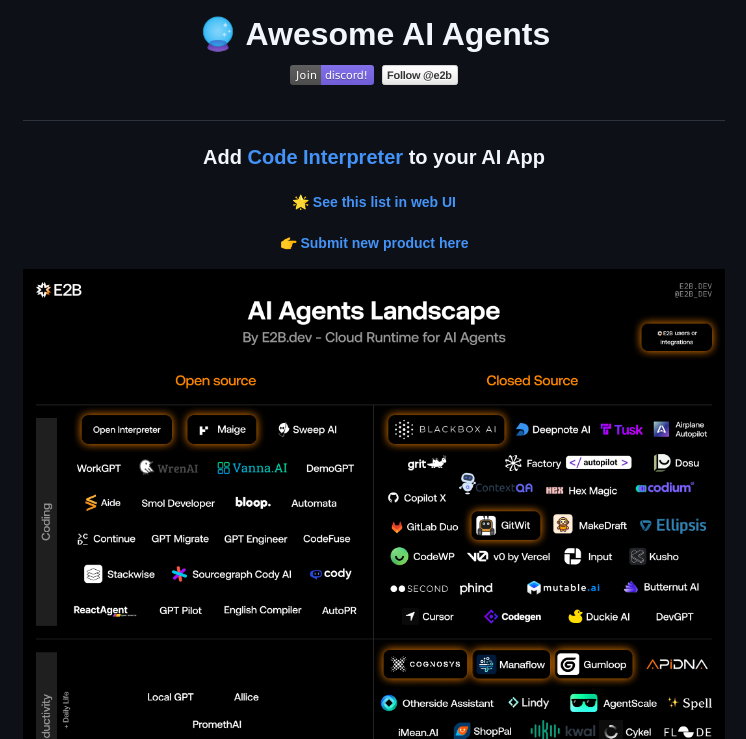 Awesome AI Agents
Join discord! Follow @e2b
Add Code Interpreter to your AI App
See this list in web UI
Submit new product here
E2B
E2B.DEV
@E2B_DEV
AI Agents Landscape
By E2B.dev - Cloud Runtime for AI Agents
E2B users or
integrations
Open source
Closed Source
Coding
Open Interpreter Maige Sweep AI
WorkGPT WrenAI Vanna.AI DemoGPT
Aide Smol Developer bloop. Automata
Continue GPT Migrate GPT Engineer CodeFuse
Stackwise Sourcegraph Cody AI cody
ReactAgent GPT Pilot English Compiler AutoPR
BLACKBOX AI Deepnote AI Tusk Airplane
Autopilot
grit Factory </autopilot> Dosu
Copilot X ContextQA Hex Magic codium
HEX
GitLab Duo GitWit MakeDraft Ellipsis
CodeWP v0 by Vercel Input Kusho
SECOND phind mutable.ai Butternut AI
Cursor Codegen Duckie AI DevGPT
ductivity
+ Daily Life
Local GPT Allice
PromethAI
COGNOSYS Manaflow Gumloop APIDNA
Otherside Assistant Lindy AgentScale Spell
iMean.AI ShopPal kwal Cykel FL DE